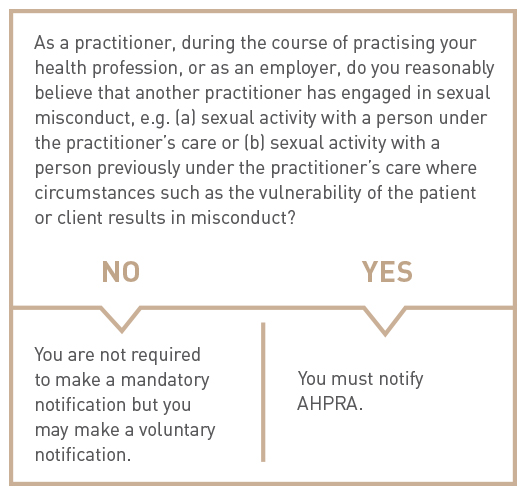 As a practitioner, during the course of practising your
health profession, or as an employer, do you reasonably
believe that another practitioner has engaged in sexual
misconduct, e.g. (a) sexual activity with a person under
the practitioner’s care or (b) sexual activity with a
person previously under the practitioner’s care where
circumstances such as the vulnerability of the patient
or client results in misconduct?
NO
YES
You are not required
to make a mandatory
notification but you
may make a voluntary
notification.
You must notify
AHPRA.